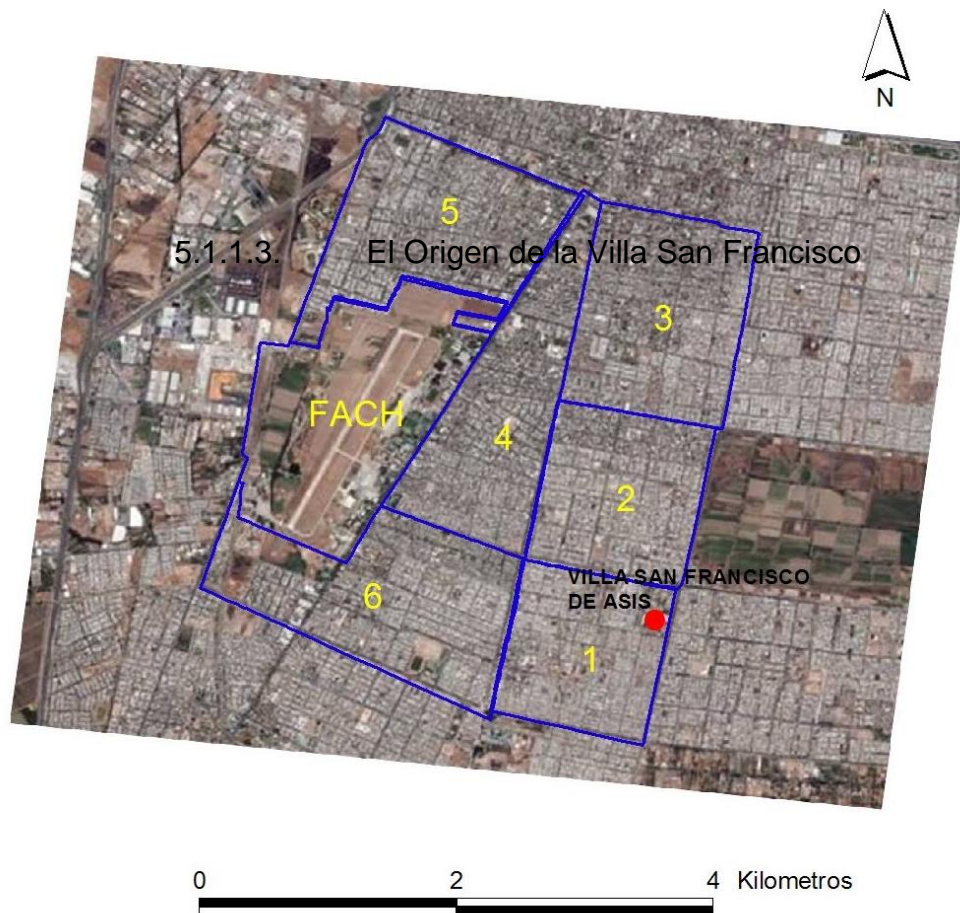 N
5
5.1.1.3. El Origen de la Villa San Francisco
3
FACH
4
2
VILLA SAN FRANCISCO
DE ASIS
6
1
0 2 4 Kilometros